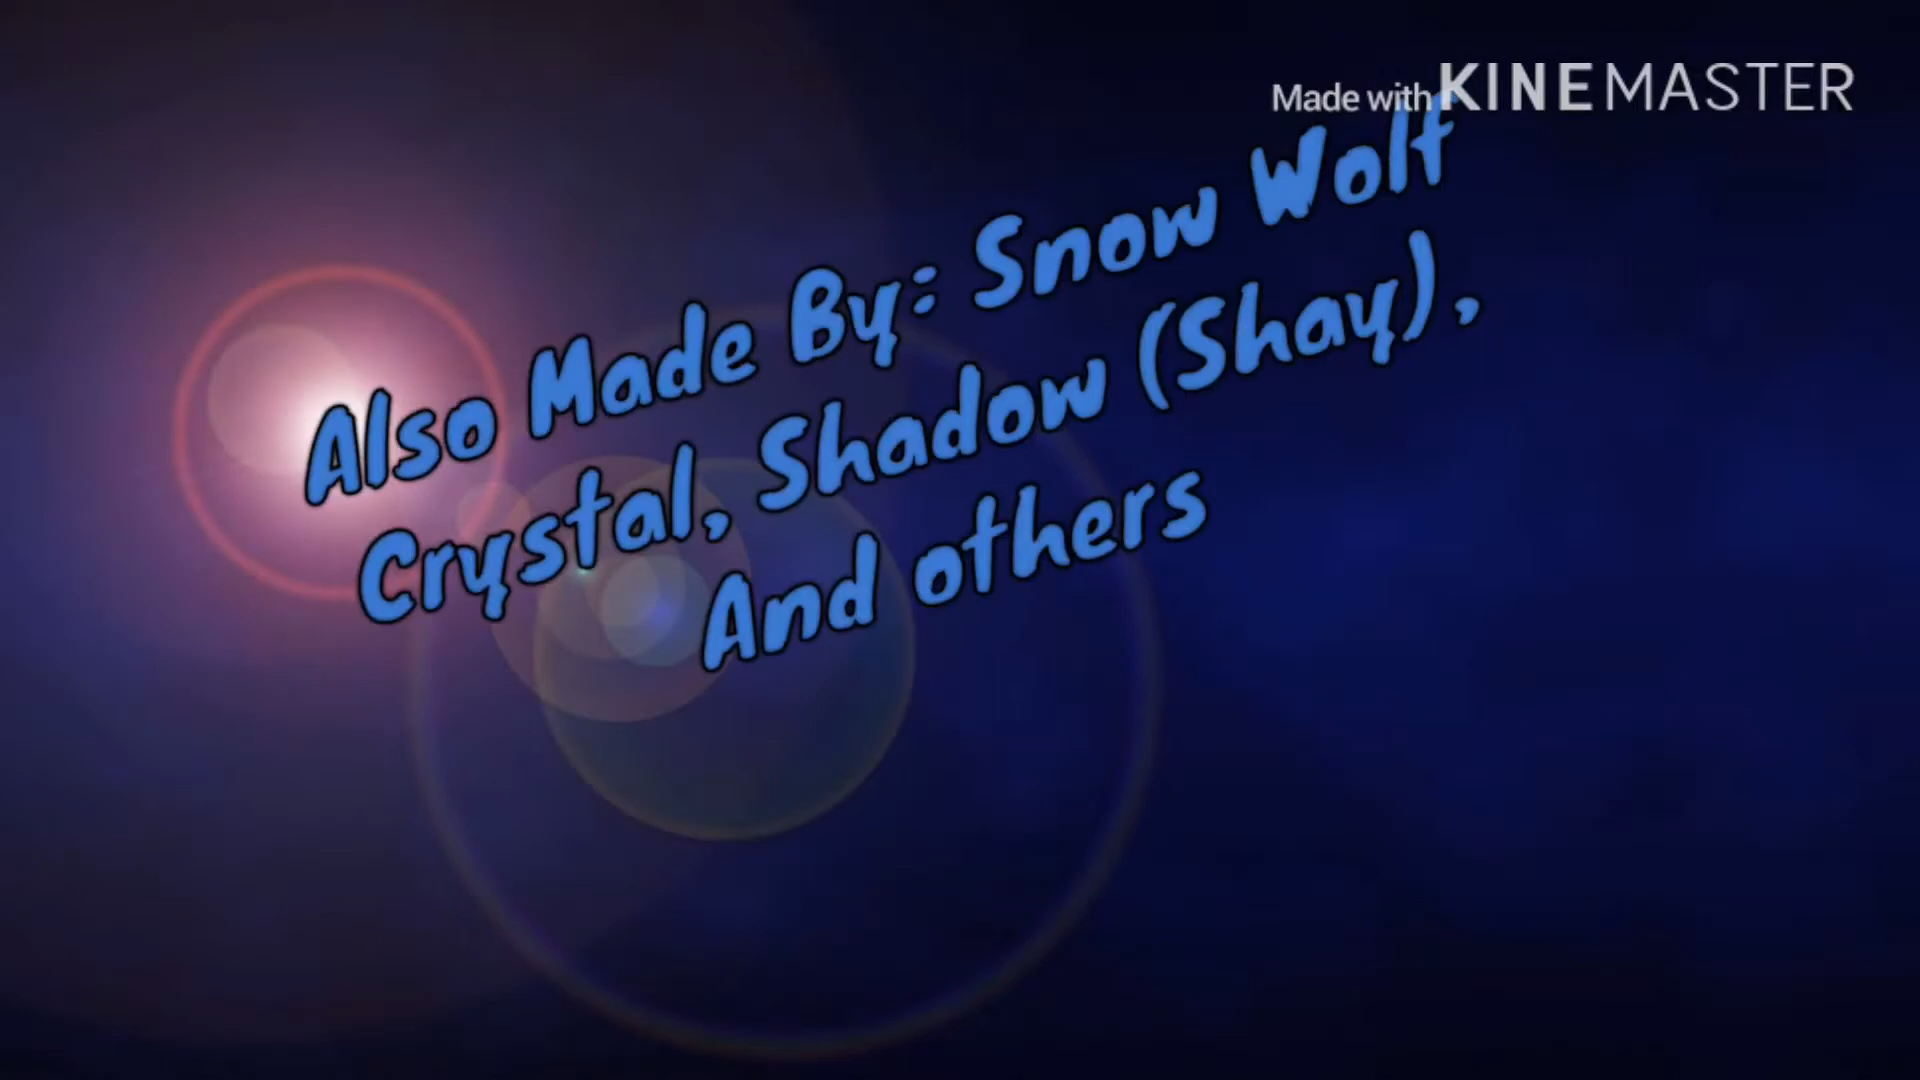 Made with KINEMASTER
Also Made By: Snow Wolf
Crystal, Shadow (Shay),
And others